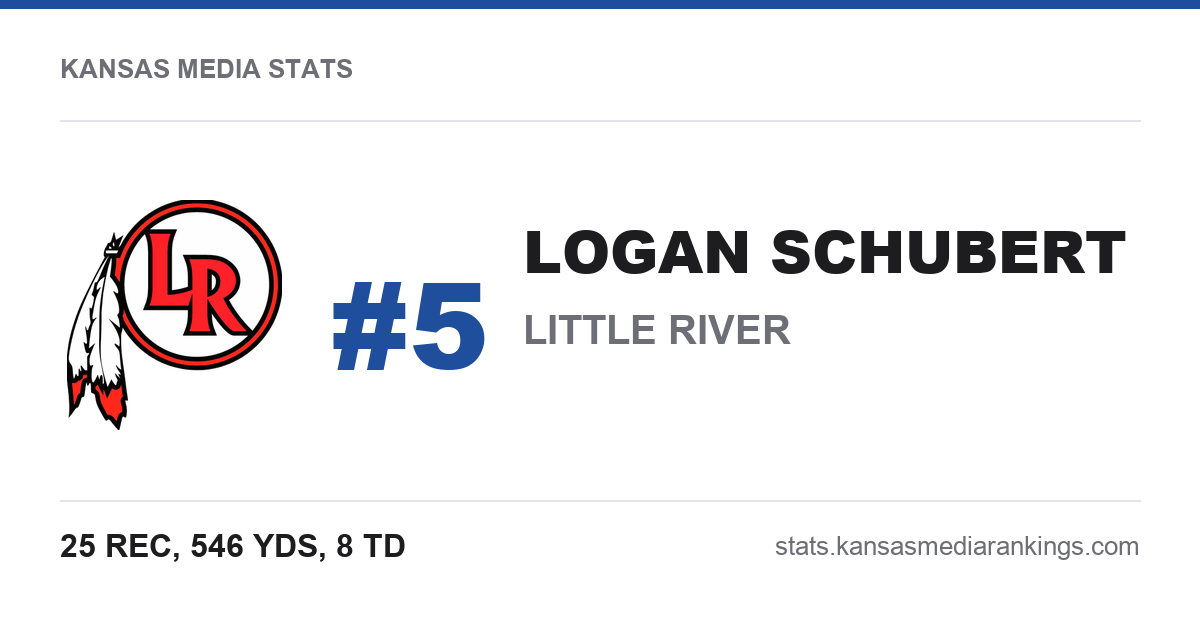 KANSAS MEDIA STATS
LR
#5
LOGAN SCHUBERT
LITTLE RIVER
25 REC, 546 YDS, 8 TD
stats.kansasmediarankings.com